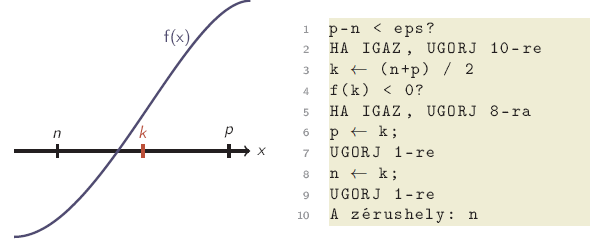 f(x)
n
k
p
x
1 p-n < eps?
2 HA IGAZ, UGORJ 10-re
3 k ← (n+p) / 2
4 f(k) < 0?
5 HA IGAZ, UGORJ 8-ra
6 p ← k;
7 UGORJ 1-re
8 n ← k;
9 UGORJ 1-re
10 A zérushely: n